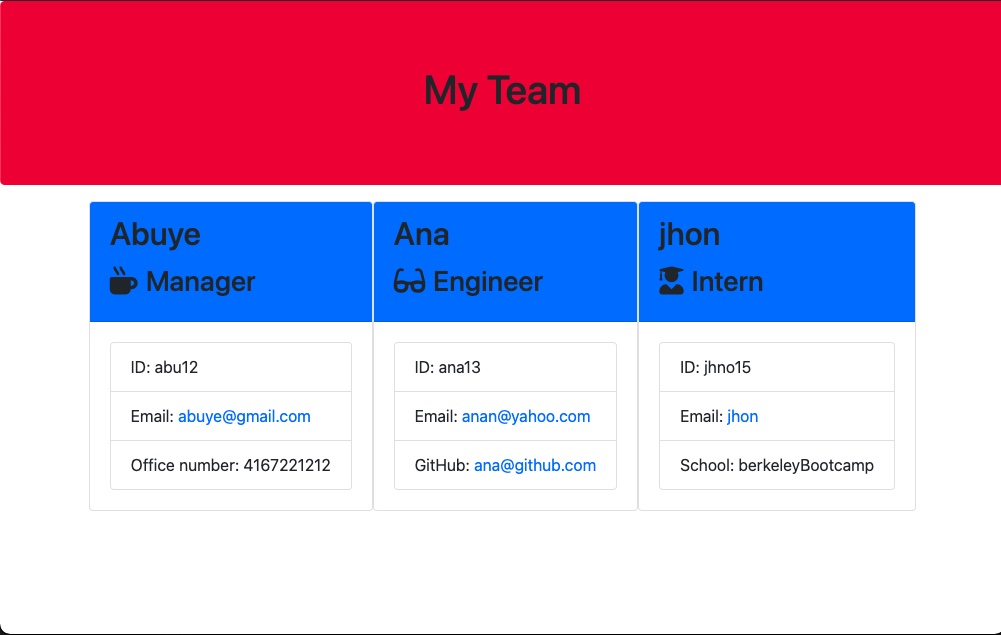 My Team
Abuye
Manager
ID: abu12
Email: abuye@gmail.com
Office number: 4167221212
Ana
Engineer
ID: ana13
Email: anan@yahoo.com
GitHub: ana@github.com
jhon
Intern
ID: jhno15
Email: jhon
School: berkeleyBootcamp